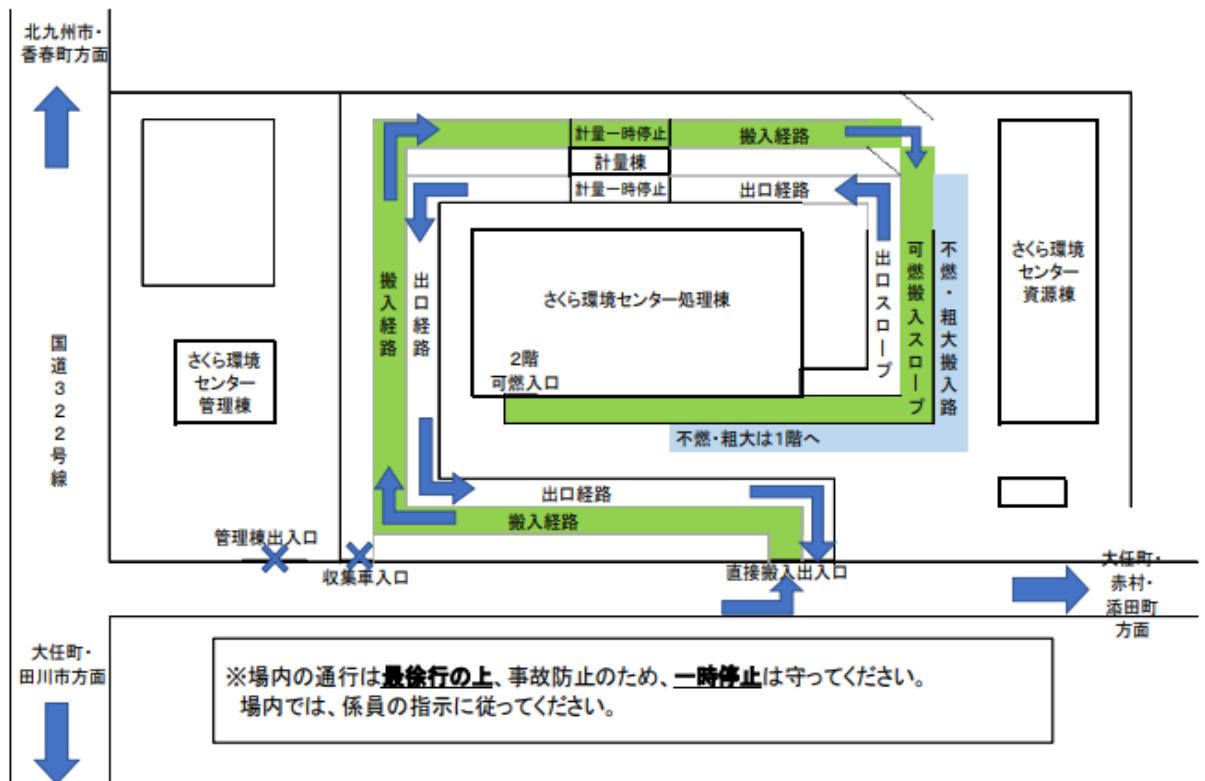 北九州市・
香春町方面
計量一時停止
搬入経路
計量棟
計量一時停止
出口経路
搬入経路
出口経路
さくら環境センター処理棟
2階
可燃入口
出口スロープ
可燃搬入スロープ
不燃・粗大搬入路
さくら環境
センター
資源棟
国道322号線
さくら環境
センター
管理棟
不燃・粗大は1階へ
出口経路
搬入経路
管理棟出入口
収集車入口
直接搬入出入口
大任町・
赤村・
添田町
方面
大任町・
田川市方面
※場内の通行は最徐行の上、事故防止のため、一時停止は守ってください。
場内では、係員の指示に従ってください。